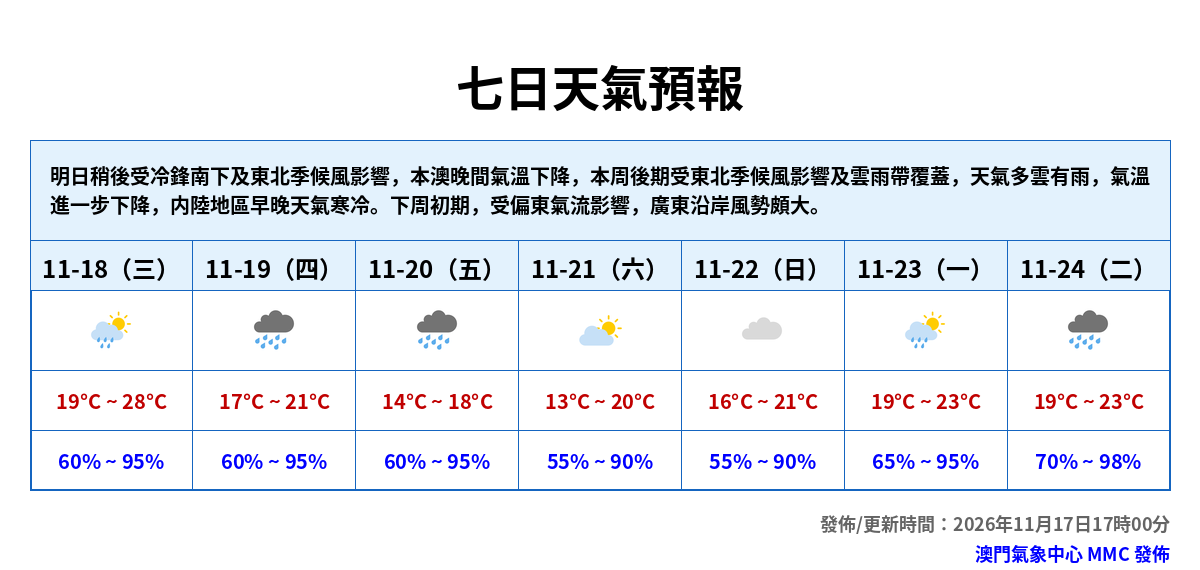 七日天氣預報
明日稍後受冷鋒南下及東北季候風影響，本澳晚間氣溫下降，本周後期受東北季候風影響及雲雨帶覆蓋，天氣多雲有雨，氣溫
進一步下降，内陸地區早晚天氣寒冷。下周初期，受偏東氣流影響，廣東沿岸風勢頗大。
11-18（三） 11-19（四） 11-20（五） 11-21（六） 11-22（日） 11-23（一） 11-24（二）
19°C ~ 28°C 17°C ~ 21°C 14°C ~ 18°C 13°C ~ 20°C 16°C ~ 21°C 19°C ~ 23°C 19°C ~ 23°C
60% ~ 95% 60% ~ 95% 60% ~ 95% 55% ~ 90% 55% ~ 90% 65% ~ 95% 70% ~ 98%
發佈/更新時間：2026年11月17日17時00分
澳門氣象中心 MMC 發佈